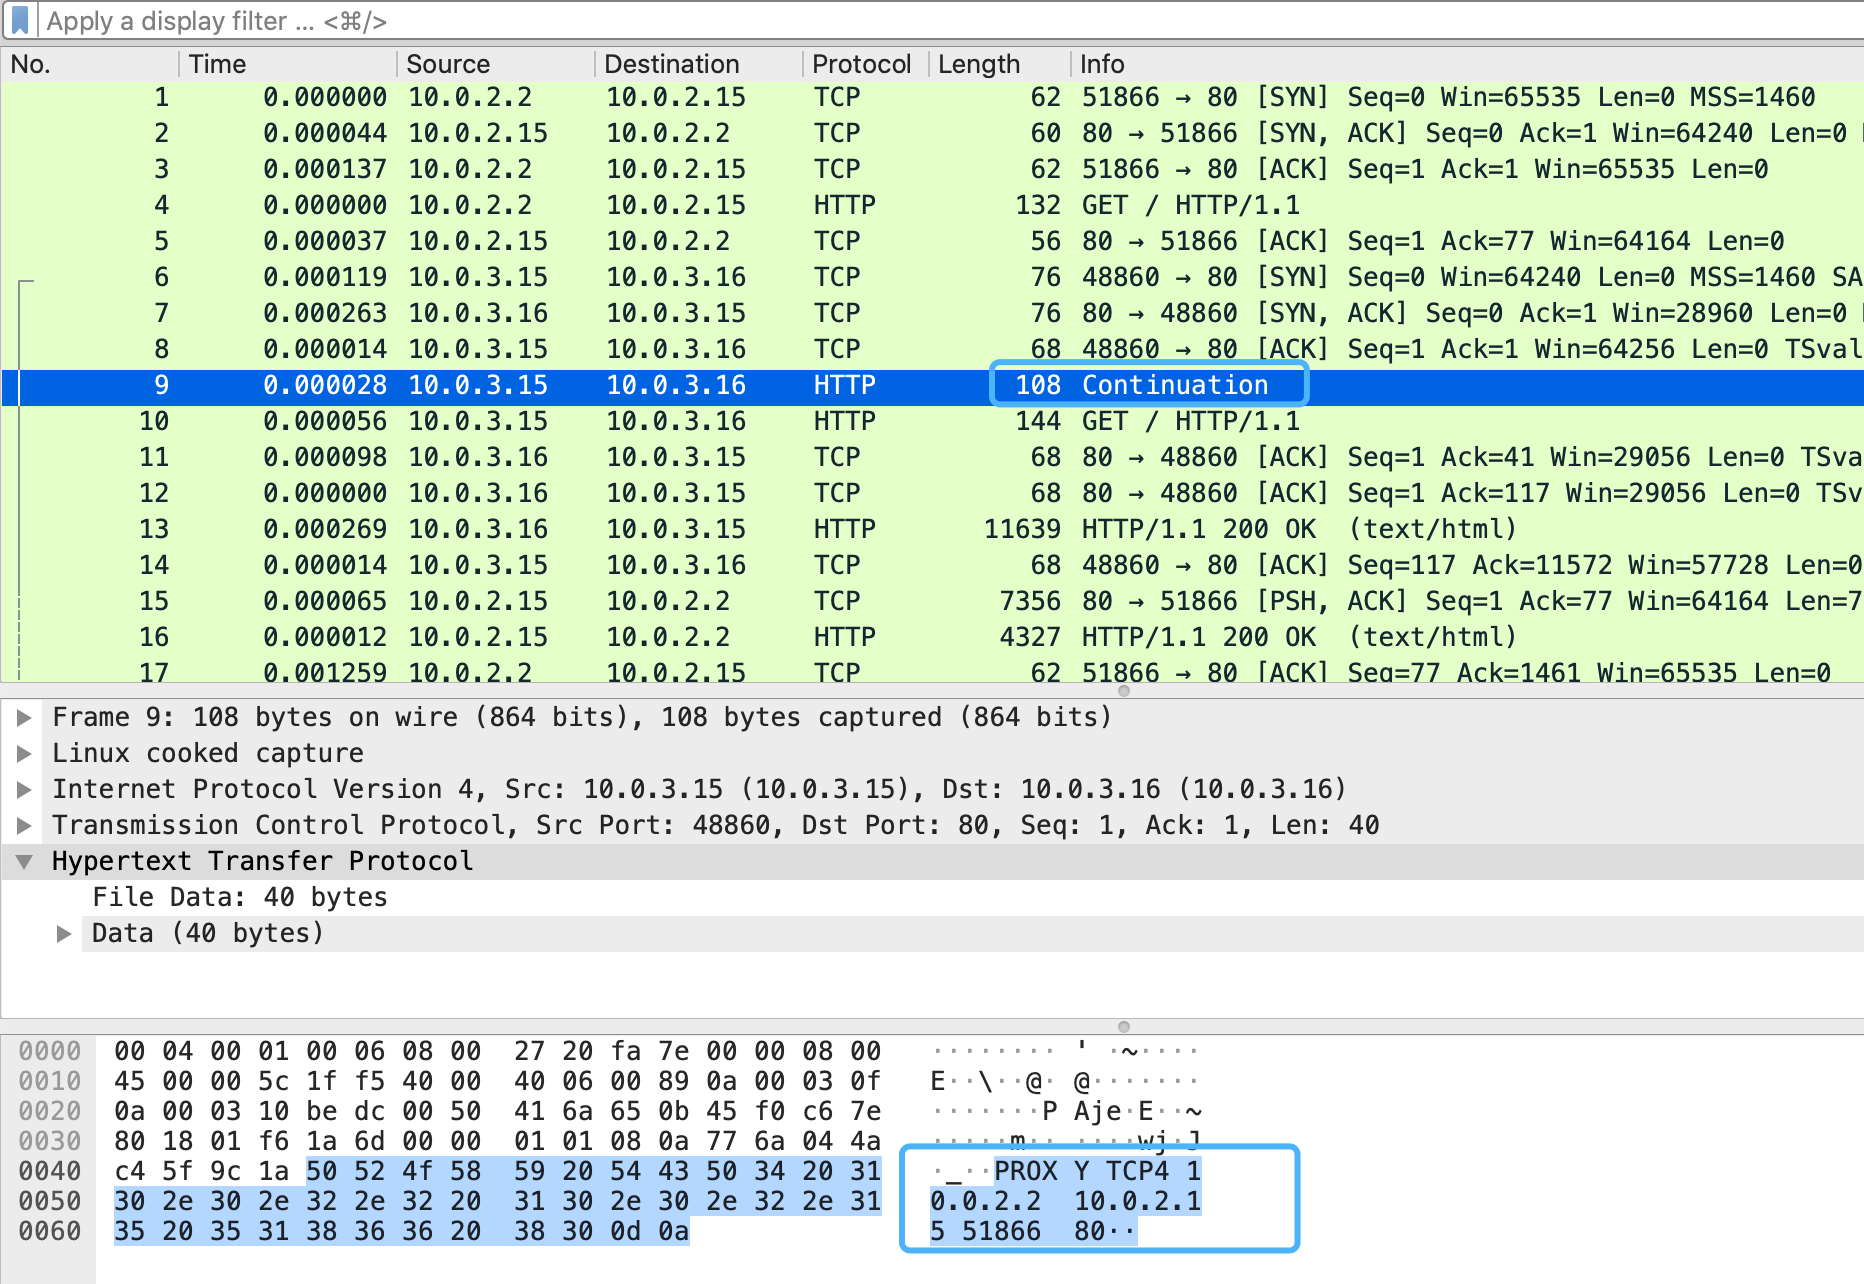 Apply a display filter ... <⌘/>
No. Time Source Destination Protocol Length Info
1 0.000000 10.0.2.2 10.0.2.15 TCP 62 51866 → 80 [SYN] Seq=0 Win=65535 Len=0 MSS=1460
2 0.000044 10.0.2.15 10.0.2.2 TCP 60 80 → 51866 [SYN, ACK] Seq=0 Ack=1 Win=64240 Len=0
3 0.000137 10.0.2.2 10.0.2.15 TCP 62 51866 → 80 [ACK] Seq=1 Ack=1 Win=65535 Len=0
4 0.000000 10.0.2.2 10.0.2.15 HTTP 132 GET / HTTP/1.1
5 0.000037 10.0.2.15 10.0.2.2 TCP 56 80 → 51866 [ACK] Seq=1 Ack=77 Win=64164 Len=0
6 0.000119 10.0.3.15 10.0.3.16 TCP 76 48860 → 80 [SYN] Seq=0 Win=64240 Len=0 MSS=1460 SA
7 0.000263 10.0.3.16 10.0.3.15 TCP 76 80 → 48860 [SYN, ACK] Seq=0 Ack=1 Win=28960 Len=0
8 0.000014 10.0.3.15 10.0.3.16 TCP 68 48860 → 80 [ACK] Seq=1 Ack=1 Win=64256 Len=0 TSval
9 0.000028 10.0.3.15 10.0.3.16 HTTP 108 Continuation
10 0.000056 10.0.3.15 10.0.3.16 HTTP 144 GET / HTTP/1.1
11 0.000098 10.0.3.16 10.0.3.15 TCP 68 80 → 48860 [ACK] Seq=1 Ack=41 Win=29056 Len=0 TSva
12 0.000000 10.0.3.16 10.0.3.15 TCP 68 80 → 48860 [ACK] Seq=1 Ack=117 Win=29056 Len=0 TSv
13 0.000269 10.0.3.16 10.0.3.15 HTTP 11639 HTTP/1.1 200 OK (text/html)
14 0.000014 10.0.3.15 10.0.3.16 TCP 68 48860 → 80 [ACK] Seq=117 Ack=11572 Win=57728 Len=0
15 0.000065 10.0.2.15 10.0.2.2 TCP 7356 80 → 51866 [PSH, ACK] Seq=1 Ack=77 Win=64164 Len=7
16 0.000012 10.0.2.15 10.0.2.2 HTTP 4327 HTTP/1.1 200 OK (text/html)
17 0.001259 10.0.2.2 10.0.2.15 TCP 62 51866 → 80 [ACK] Seq=77 Ack=1461 Win=65535 Len=0
Frame 9: 108 bytes on wire (864 bits), 108 bytes captured (864 bits)
Linux cooked capture
Internet Protocol Version 4, Src: 10.0.3.15 (10.0.3.15), Dst: 10.0.3.16 (10.0.3.16)
Transmission Control Protocol, Src Port: 48860, Dst Port: 80, Seq: 1, Ack: 1, Len: 40
Hypertext Transfer Protocol
File Data: 40 bytes
Data (40 bytes)
0000 00 04 00 01 00 06 08 00 27 20 fa 7e 00 00 08 00 ········ ' ·~····
0010 45 00 00 5c 1f f5 40 00 40 06 00 89 0a 00 03 0f E··\··@· @·······
0020 0a 00 03 10 be dc 00 50 41 6a 65 0b 45 f0 c6 7e ·······P Aje·E··~
0030 80 18 01 f6 1a 6d 00 00 01 01 08 0a 77 6a 04 4a ·····m·· ····wj·J
0040 c4 5f 9c 1a 50 52 4f 58 59 20 54 43 50 34 20 31 ·_··PROX Y TCP4 1
0050 30 2e 30 2e 32 2e 32 20 31 30 2e 30 2e 32 2e 31 0.0.2.2 10.0.2.1
0060 35 20 35 31 38 36 36 20 38 30 0d 0a 5 51866 80··